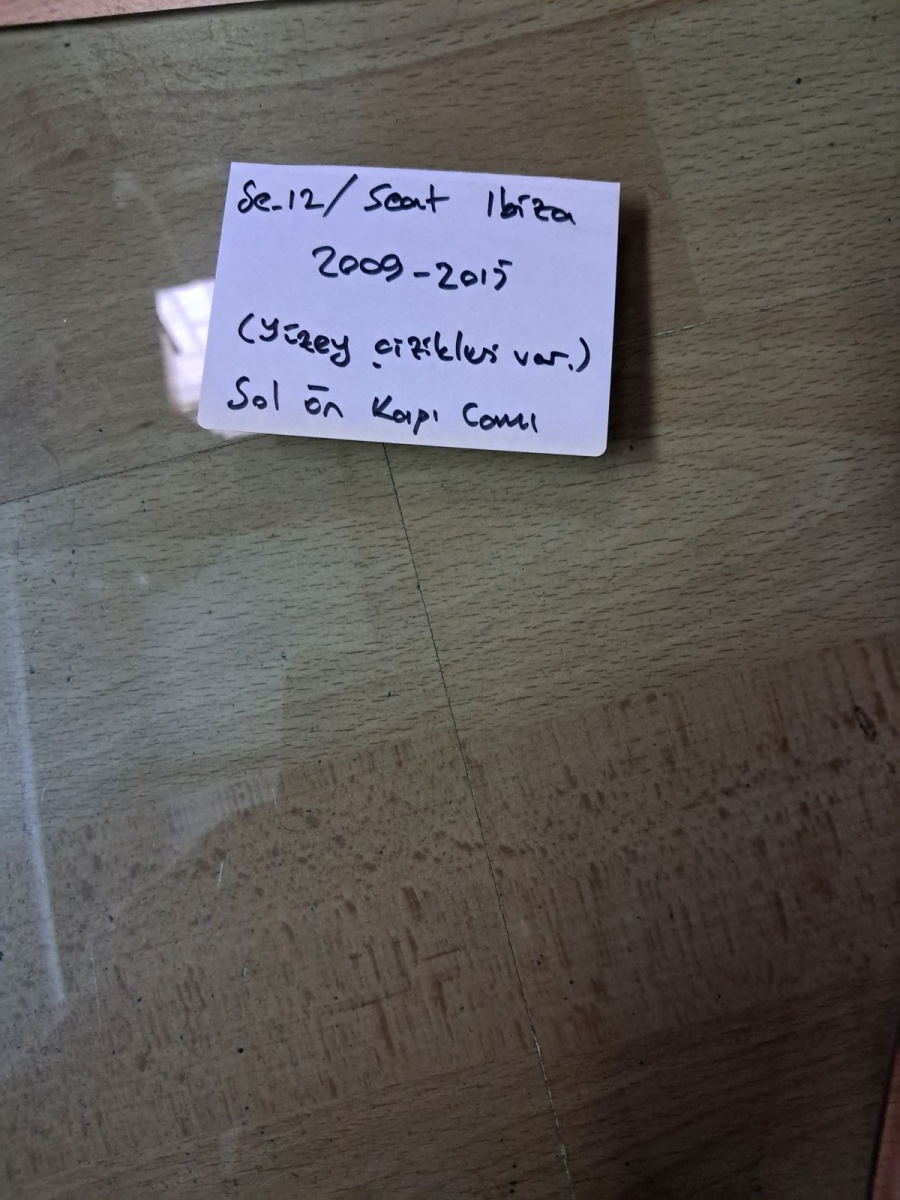 Se-12/ Seat Ibiza
2009-2015
(Yüzey çizikleri var.)
Sol ön Kapı Camı